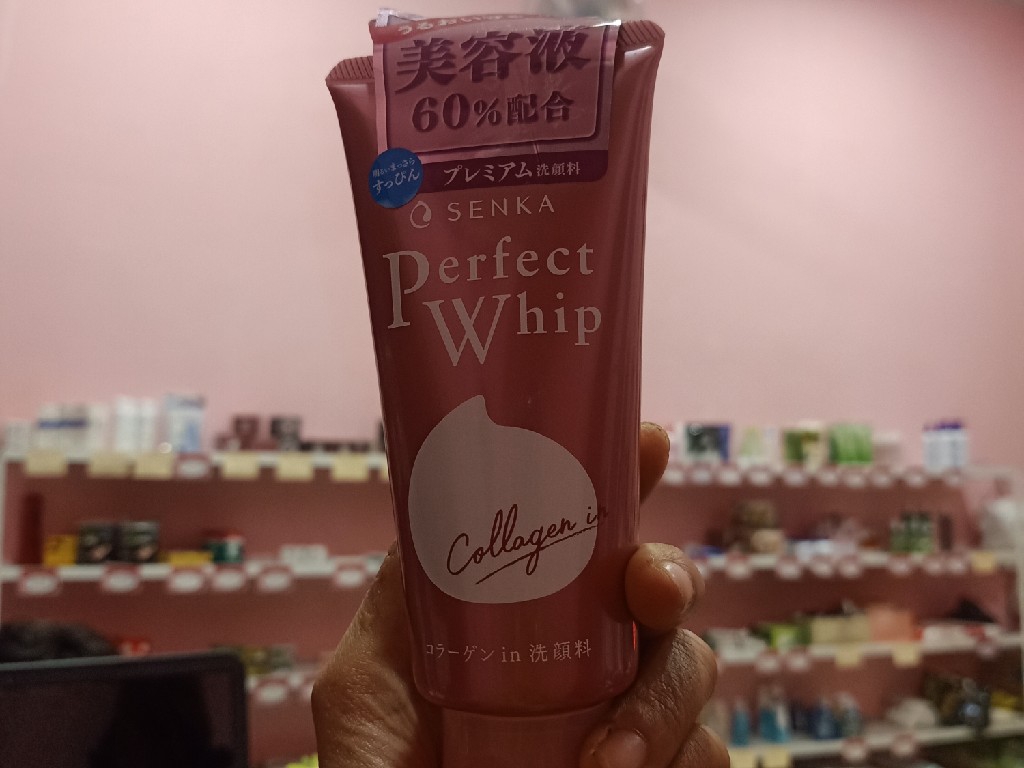 美容液
60%配合
すっぴん
プレミアム洗顔料
SENKA
Perfect
Whip
Collagen in
コラーゲンin洗顔料